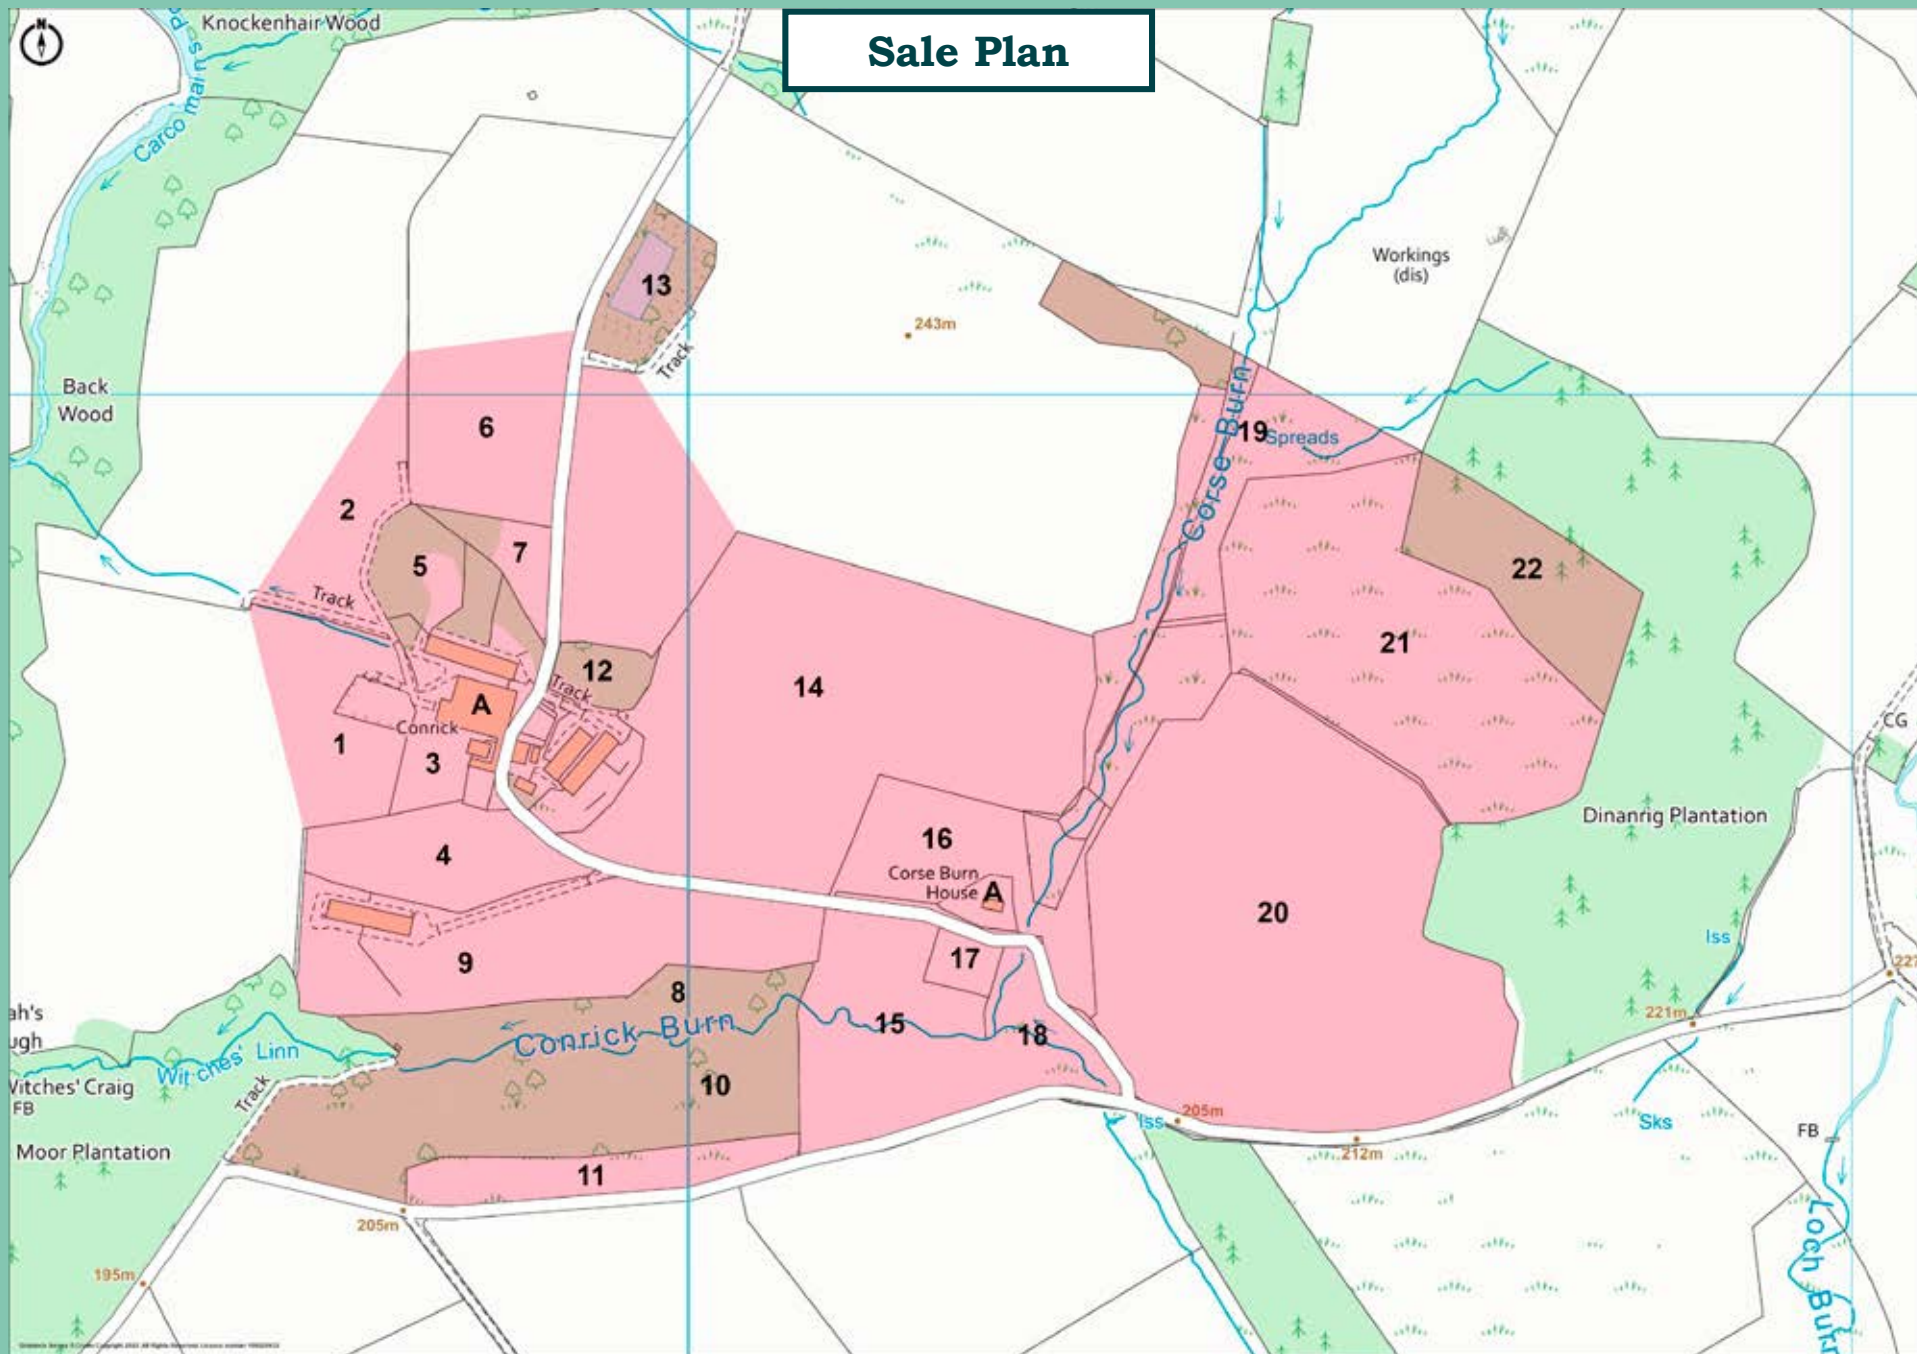 Sale Plan
N
Knockenhair Wood
Carco mains
13
Workings
(dis)
243m
Track
Back
Wood
6
19
Spreads
Corse Burn
2
5
7
22
Track
21
12
Track
14
A
Conrick
1
3
CG
Dinanrig Plantation
16
4
Corse Burn
House
A
20
Iss
17
9
227
8
221m
ah's
ugh
15
Conrick Burn
18
Witches' Linn
10
Witches' Craig
FB
Track
Iss
205m
Sks
FB
212m
Moor Plantation
11
205m
195m
Loch Burn